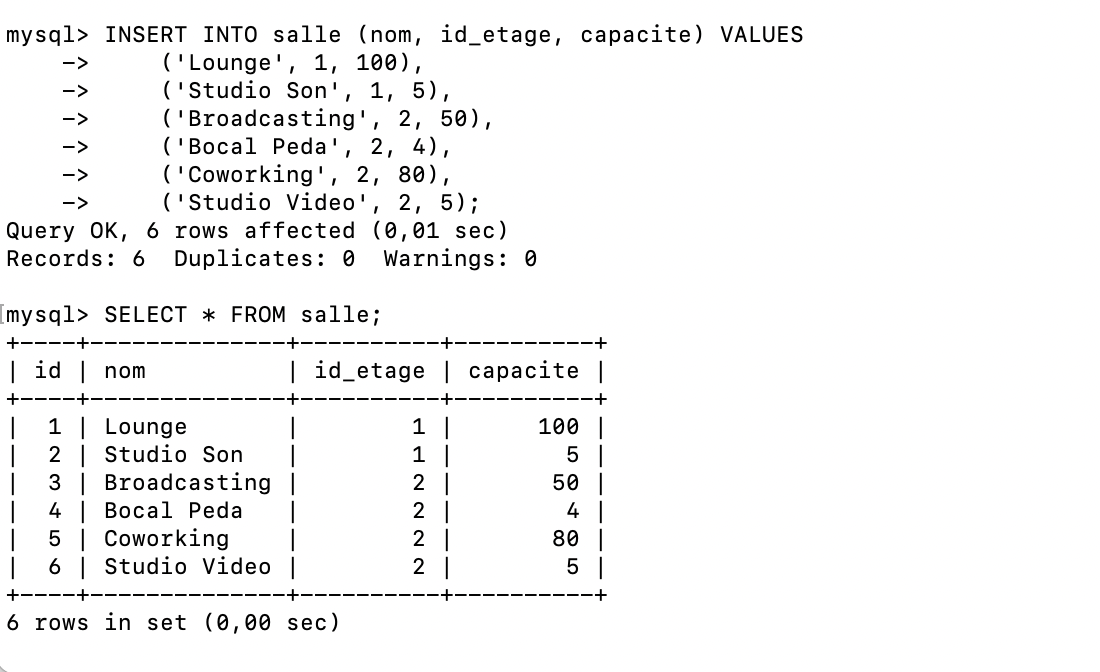 mysql> INSERT INTO salle (nom, id_etage, capacite) VALUES
    ->     ('Lounge', 1, 100),
    ->     ('Studio Son', 1, 5),
    ->     ('Broadcasting', 2, 50),
    ->     ('Bocal Peda', 2, 4),
    ->     ('Coworking', 2, 80),
    ->     ('Studio Video', 2, 5);
Query OK, 6 rows affected (0,01 sec)
Records: 6  Duplicates: 0  Warnings: 0

[mysql> SELECT * FROM salle;
+----+--------------+----------+----------+
| id | nom          | id_etage | capacite |
+----+--------------+----------+----------+
|  1 | Lounge       |        1 |      100 |
|  2 | Studio Son   |        1 |        5 |
|  3 | Broadcasting |        2 |       50 |
|  4 | Bocal Peda   |        2 |        4 |
|  5 | Coworking    |        2 |       80 |
|  6 | Studio Video |        2 |        5 |
+----+--------------+----------+----------+
6 rows in set (0,00 sec)